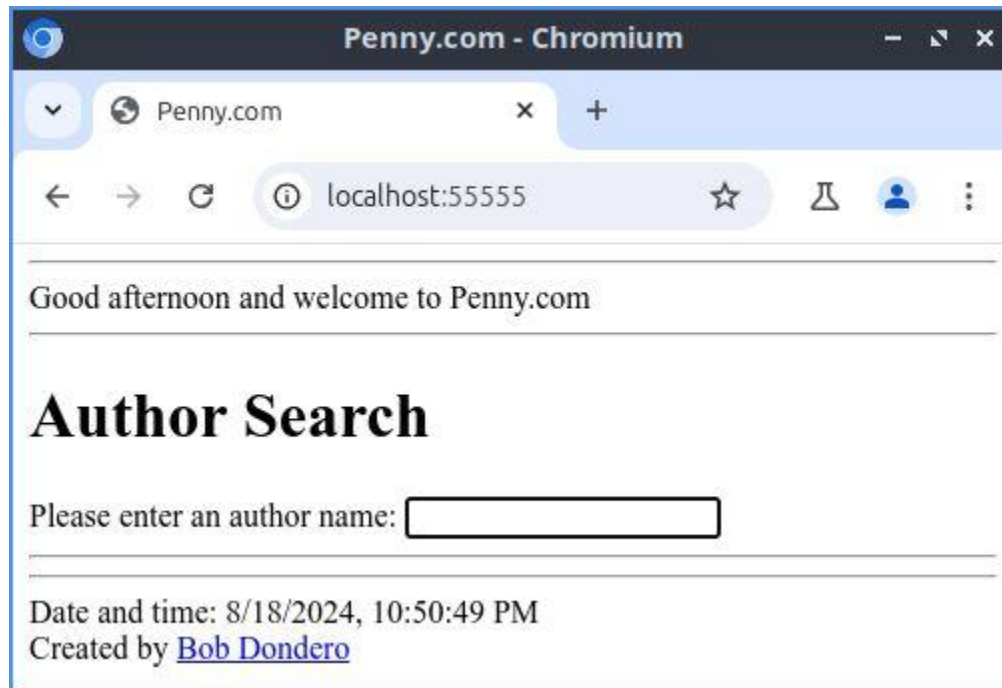 Penny.com - Chromium
Penny.com
localhost:55555
Good afternoon and welcome to Penny.com
Author Search
Please enter an author name:
Date and time: 8/18/2024, 10:50:49 PM
Created by Bob Dondero